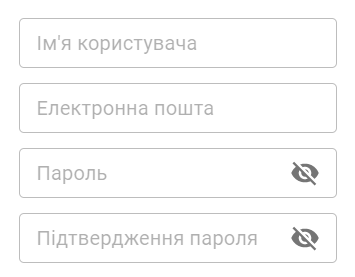 Ім'я користувача
Електронна пошта
Пароль
Підтвердження пароля